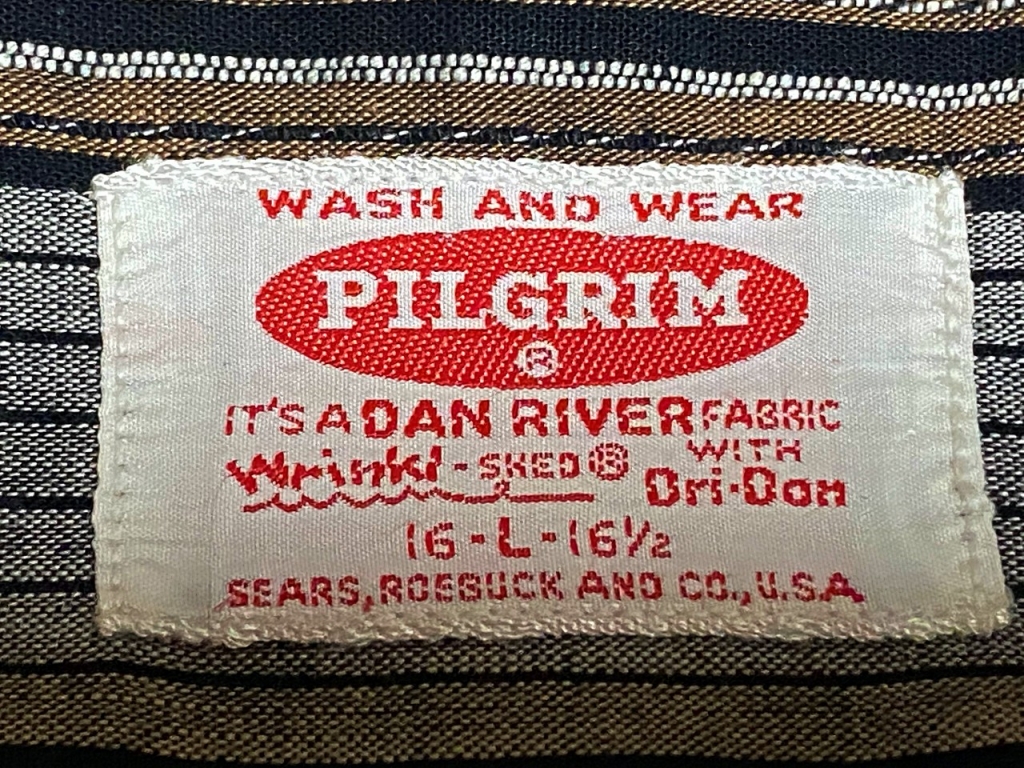 WASH AND WEAR
PILGRIM
®
IT'S A DAN RIVER FABRIC
Wrinkl-SHED® WITH
Dri-Don
16-L-16½
SEARS, ROEBUCK AND CO., U.S.A.